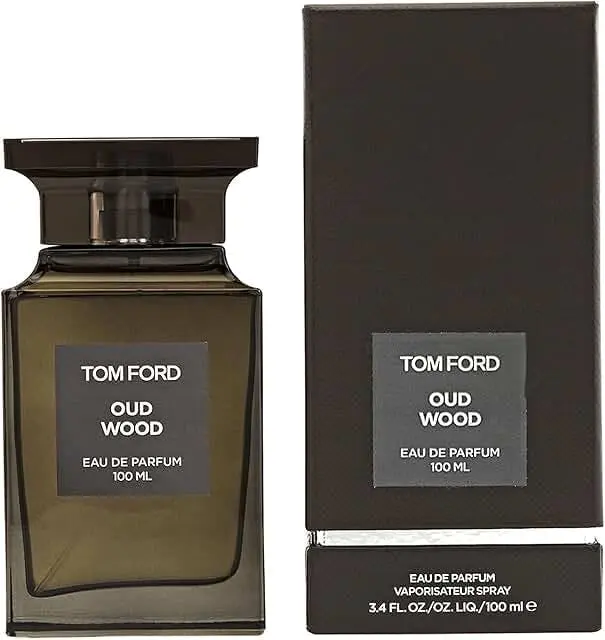 TOM FORD
OUD
WOOD
EAU DE PARFUM
100 ML
TOM FORD
OUD
WOOD
EAU DE PARFUM
100 ML
EAU DE PARFUM
VAPORISATEUR SPRAY
3.4 FL. OZ./OZ. LIQ./100 ml ℮